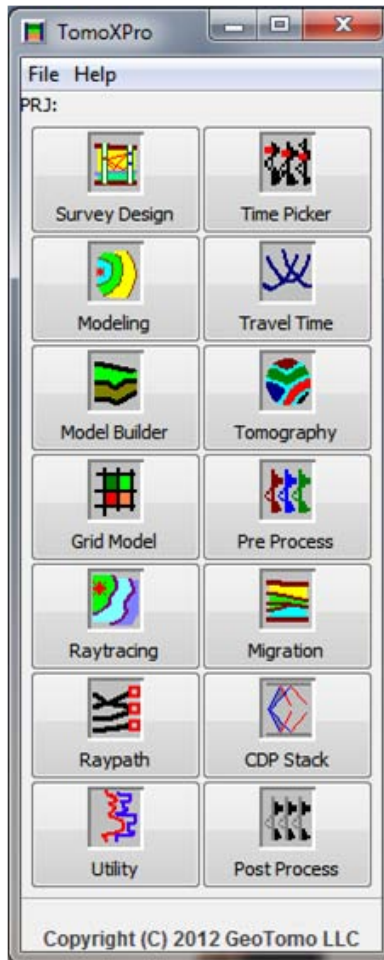 TomoXPro
File Help
PRJ:
Survey Design
Time Picker
Modeling
Travel Time
Model Builder
Tomography
Grid Model
Pre Process
Raytracing
Migration
Raypath
CDP Stack
Utility
Post Process
Copyright (C) 2012 GeoTomo LLC